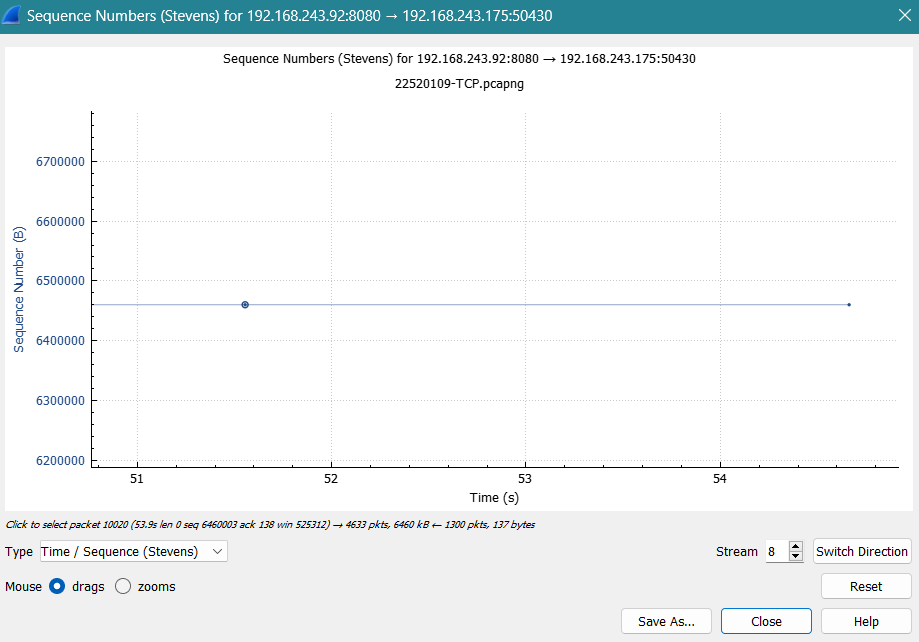 Sequence Numbers (Stevens) for 192.168.243.92:8080 → 192.168.243.175:50430
Sequence Numbers (Stevens) for 192.168.243.92:8080 → 192.168.243.175:50430
22520109-TCP.pcapng
Sequence Number (B)
6700000
6600000
6500000
6400000
6300000
6200000
51 52 53 54
Time (s)
Click to select packet 10020 (53.9s len 0 seq 6460003 ack 138 win 525312) → 4633 pkts, 6460 kB ← 1300 pkts, 137 bytes
Type Time / Sequence (Stevens) Stream 8 Switch Direction
Mouse drags zooms Reset
Save As... Close Help